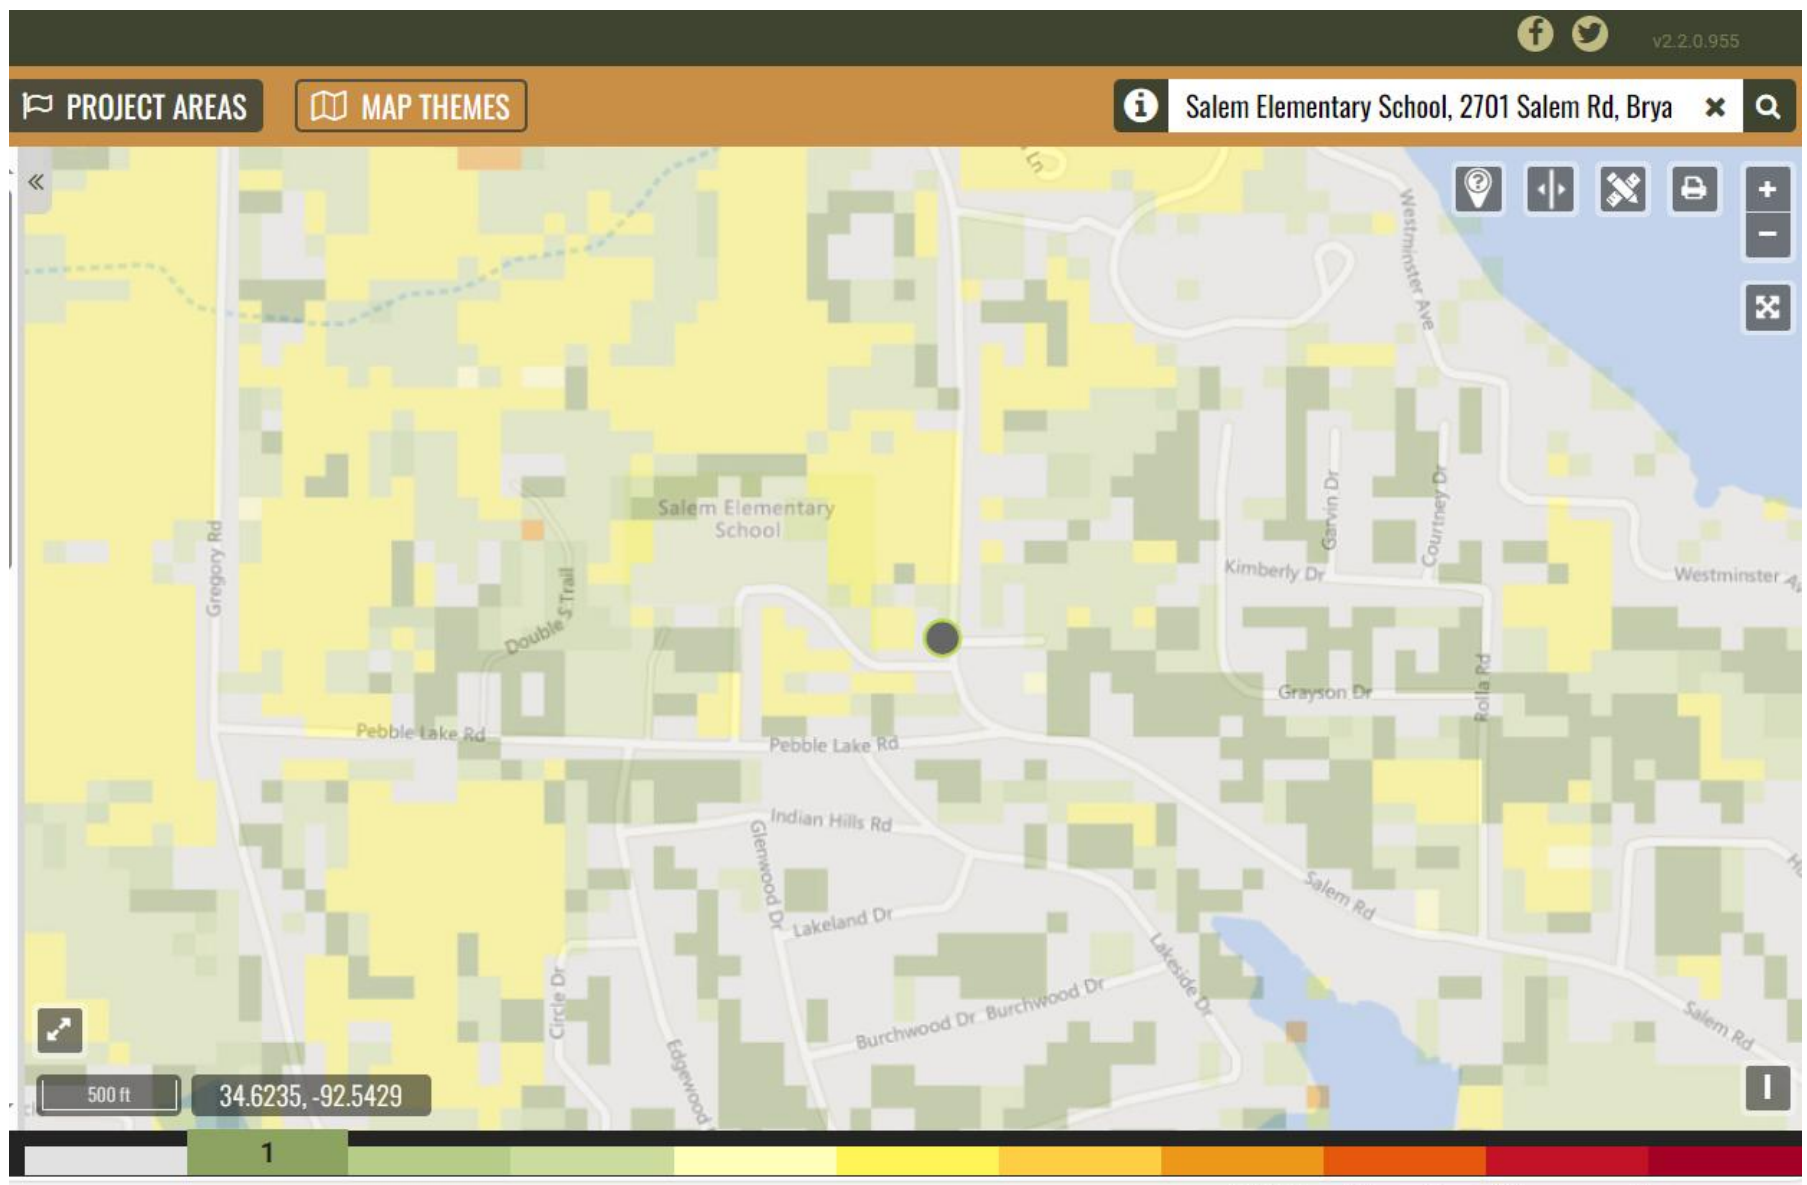 v2.2.0.955
PROJECT AREAS
MAP THEMES
Salem Elementary School, 2701 Salem Rd, Brya
Ln
Westminster Ave
Salem Elementary
School
Gregory Rd
Double S Trail
Garvin Dr
Courtney Dr
Kimberly Dr
Westminster Av
Grayson Dr
Rolla Rd
Pebble Lake Rd
Pebble Lake Rd
Indian Hills Rd
Glenwood Dr
Lakeland Dr
Salem Rd
Lakeside Dr
Circle Dr
Burchwood Dr
Burchwood Dr
Edgewood
Salem Rd
500 ft
34.6235, -92.5429
1